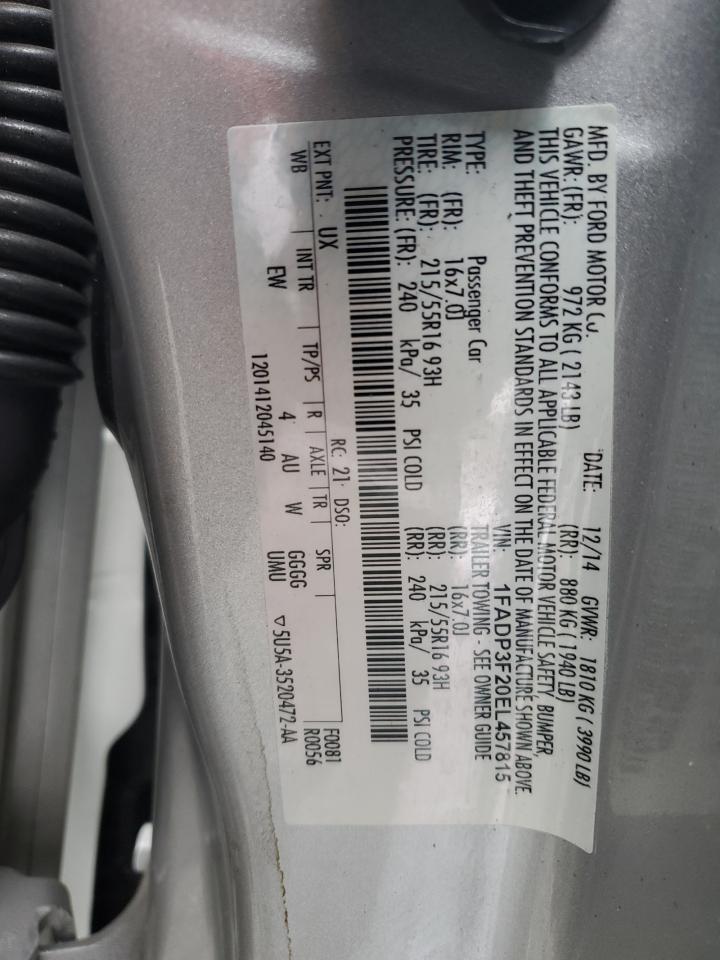 MFD. BY FORD MOTOR CO.
DATE: 12/14 GVWR: 1810 KG ( 3990 LB)
GAWR: (FR): 972 KG ( 2143 LB) (RR): 880 KG ( 1940 LB)
THIS VEHICLE CONFORMS TO ALL APPLICABLE FEDERAL MOTOR VEHICLE SAFETY, BUMPER,
AND THEFT PREVENTION STANDARDS IN EFFECT ON THE DATE OF MANUFACTURE SHOWN ABOVE.
VIN: 1FADP3F20EL457815
TYPE: Passenger Car TRAILER TOWING - SEE OWNER GUIDE
RIM: (FR): 16x7.0J (RR): 16x7.0J
TIRE: (FR): 215/55R16 93H (RR): 215/55R16 93H
PRESSURE: (FR): 240 kPa/ 35 PSI COLD (RR): 240 kPa/ 35 PSI COLD
RC: 21 DSO: F0081
EXT PNT: UX INT TR TP/PS R AXLE TR SPR R0056
WB EW 4 AU W GGGG
UMU
1201412045140 ▽5U5A-3520472-AA